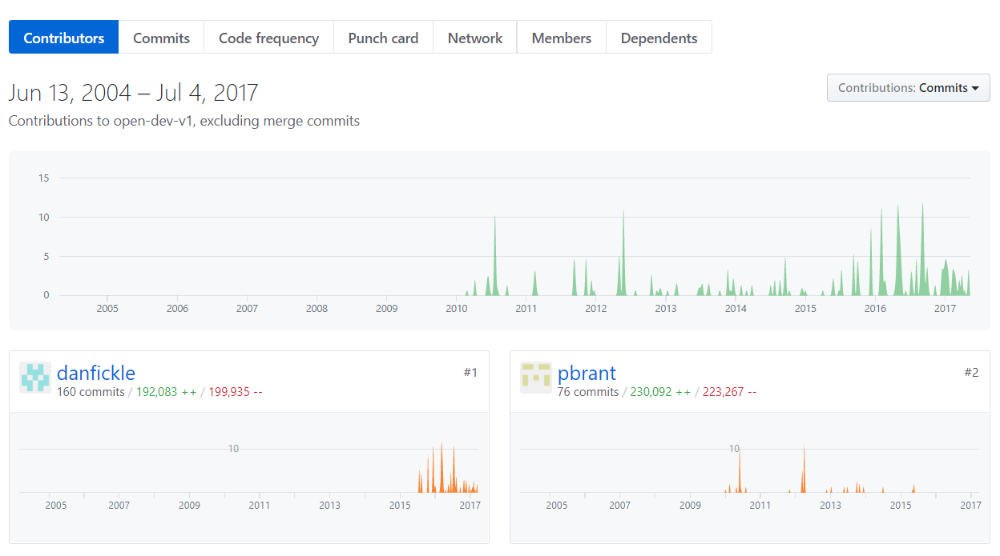 Contributors Commits Code frequency Punch card Network Members Dependents
Jun 13, 2004 – Jul 4, 2017
Contributions: Commits
Contributions to open-dev-v1, excluding merge commits
15
10
5
0
2005 2006 2007 2008 2009 2010 2011 2012 2013 2014 2015 2016 2017
danfickle #1
160 commits / 192,083 ++ / 199,935 --
10
2005 2007 2009 2011 2013 2015 2017
pbrant #2
76 commits / 230,092 ++ / 223,267 --
10
2005 2007 2009 2011 2013 2015 2017